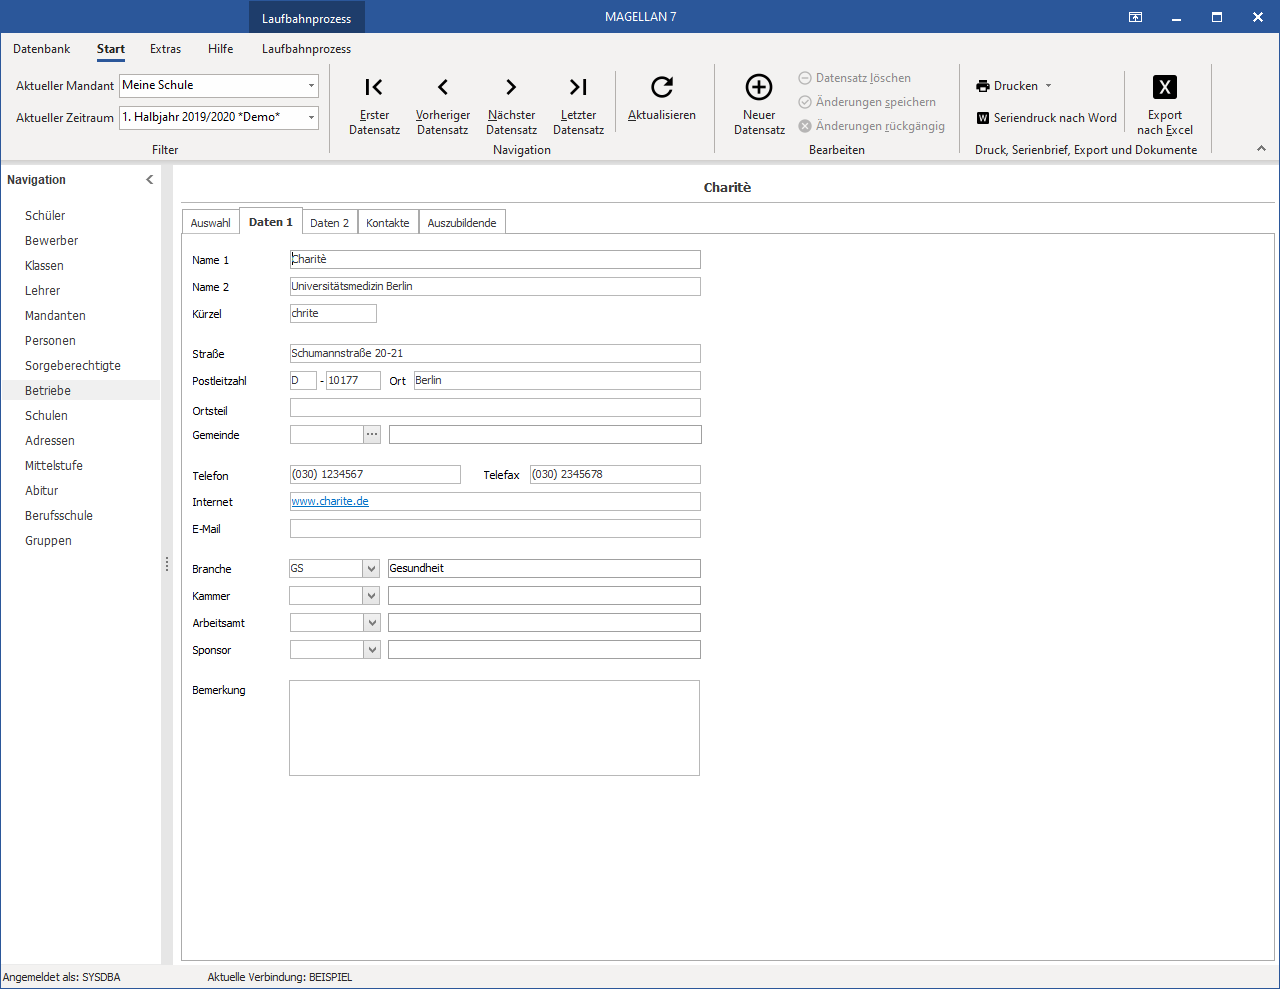 Laufbahnprozess
MAGELLAN 7
Datenbank Start Extras Hilfe Laufbahnprozess
Aktueller Mandant Meine Schule
Aktueller Zeitraum 1. Halbjahr 2019/2020 *Demo*
Filter
Erster Datensatz
Vorheriger Datensatz
Nächster Datensatz
Letzter Datensatz
Aktualisieren
Navigation
Neuer Datensatz
Datensatz löschen
Änderungen speichern
Änderungen rückgängig
Bearbeiten
Drucken
Seriendruck nach Word
Export nach Excel
Druck, Serienbrief, Export und Dokumente
Navigation
Schüler
Bewerber
Klassen
Lehrer
Mandanten
Personen
Sorgeberechtigte
Betriebe
Schulen
Adressen
Mittelstufe
Abitur
Berufsschule
Gruppen
Charitè
Auswahl Daten 1 Daten 2 Kontakte Auszubildende
Name 1 Charitè
Name 2 Universitätsmedizin Berlin
Kürzel chrite
Straße Schumannstraße 20-21
Postleitzahl D - 10177 Ort Berlin
Ortsteil
Gemeinde
Telefon (030) 1234567 Telefax (030) 2345678
Internet www.charite.de
E-Mail
Branche GS Gesundheit
Kammer
Arbeitsamt
Sponsor
Bemerkung
Angemeldet als: SYSDBA Aktuelle Verbindung: BEISPIEL